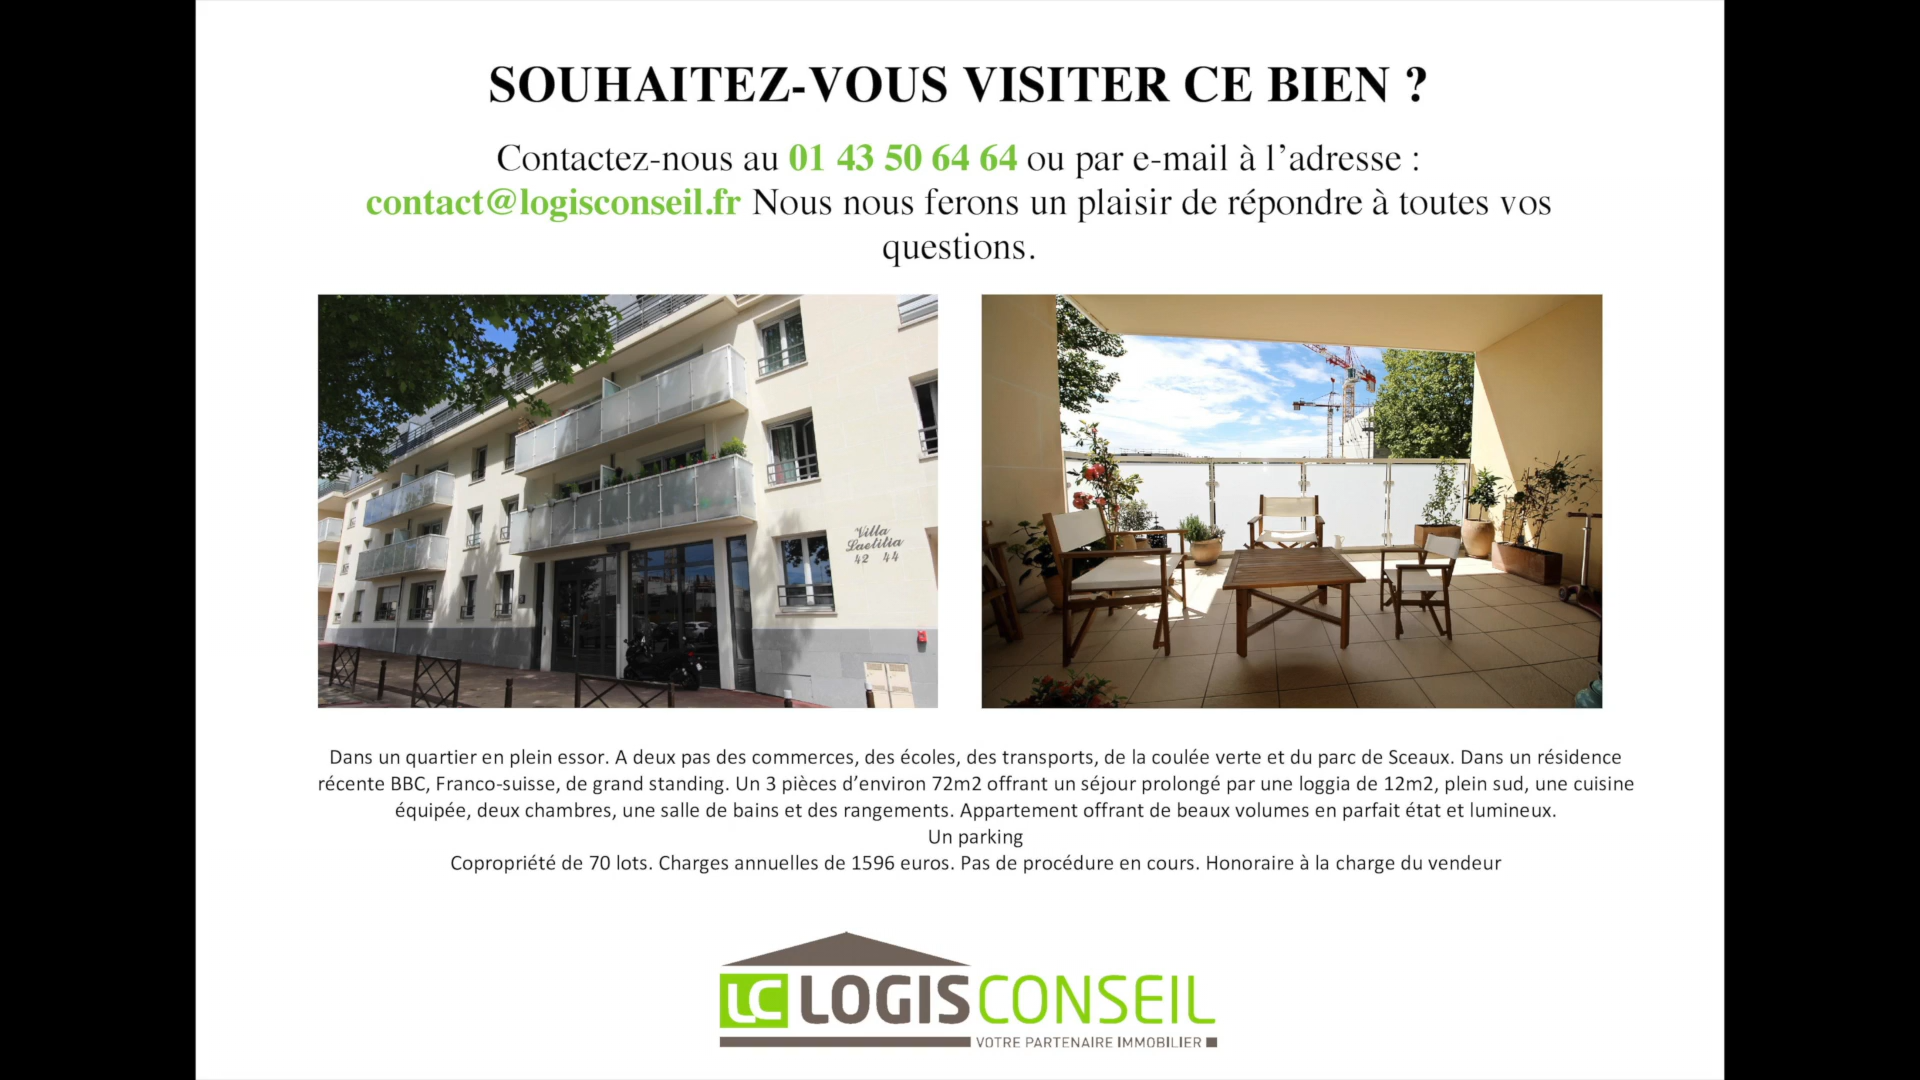 SOUHAITEZ-VOUS VISITER CE BIEN ?
Contactez-nous au 01 43 50 64 64 ou par e-mail à l’adresse :
contact@logisconseil.fr Nous nous ferons un plaisir de répondre à toutes vos
questions.
Villa
Laetitia
42 44
Dans un quartier en plein essor. A deux pas des commerces, des écoles, des transports, de la coulée verte et du parc de Sceaux. Dans un résidence
récente BBC, Franco-suisse, de grand standing. Un 3 pièces d’environ 72m2 offrant un séjour prolongé par une loggia de 12m2, plein sud, une cuisine
équipée, deux chambres, une salle de bains et des rangements. Appartement offrant de beaux volumes en parfait état et lumineux.
Un parking
Copropriété de 70 lots. Charges annuelles de 1596 euros. Pas de procédure en cours. Honoraire à la charge du vendeur
LC LOGISCONSEIL
VOTRE PARTENAIRE IMMOBILIER